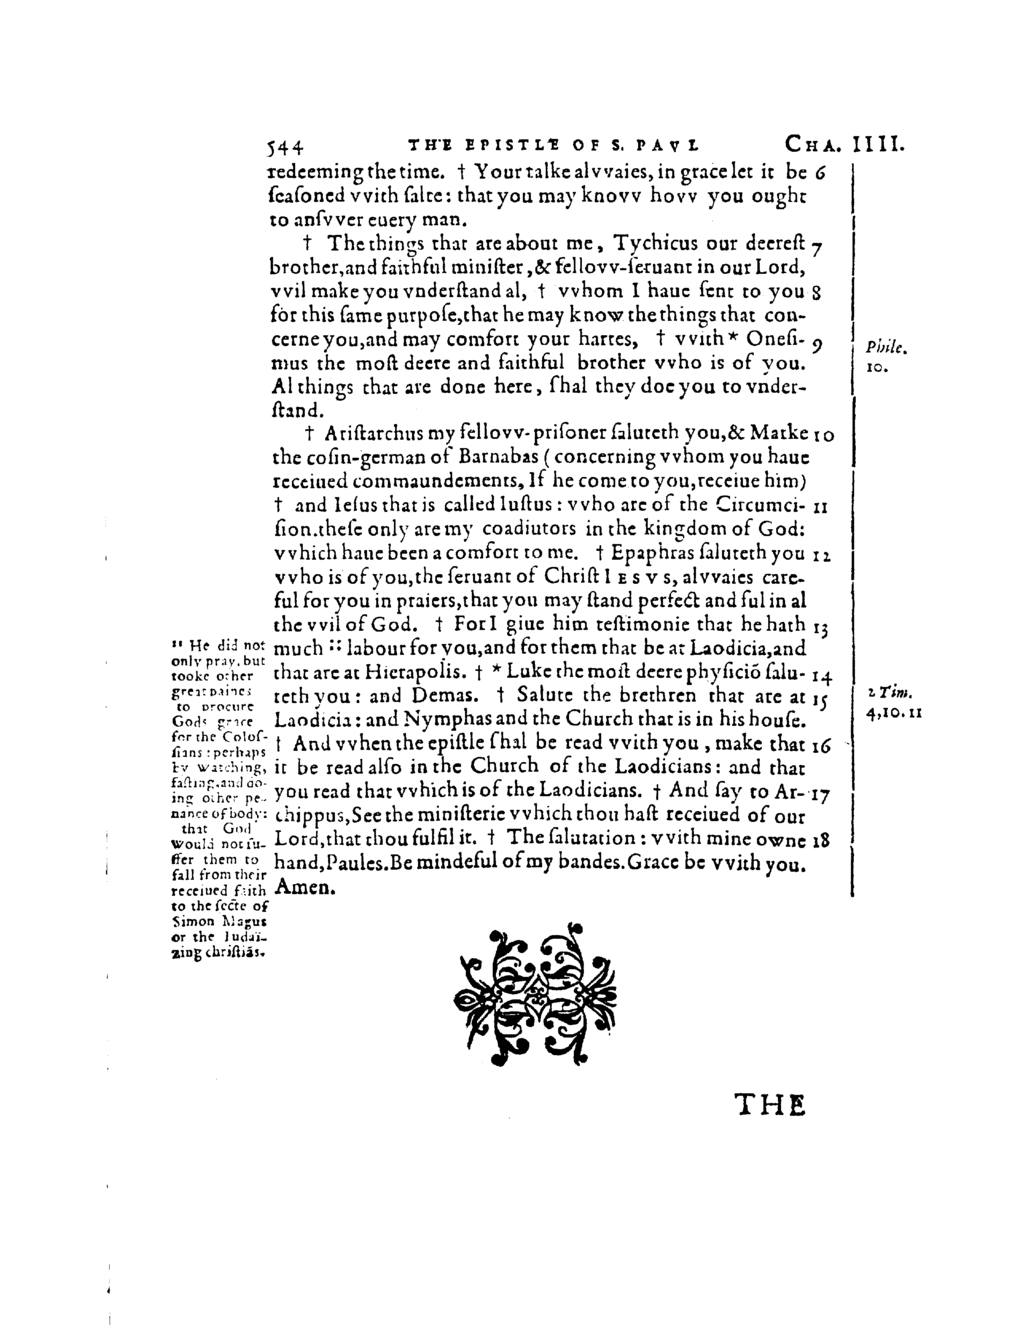 544 THE EPISTLE OF S. PAVL CHA. IIII.
redeeming the time. † Your talke alvvaies, in grace let it be 6
ſeaſoned vvith ſalte: that you may knovv hovv you ought
to anſvver euery man.
† The things that are about me, Tychicus our deereſt 7
brother, and faithful miniſter, & fellovv-ſeruant in our Lord,
vvil make you vnderſtand al, † vvhom I haue ſent to you 8
for this ſame purpoſe, that he may know the things that con-
cerne you, and may comfort your hartes, † vvith * Oneſi- 9
mus the moſt deere and faithful brother vvho is of you.
Al things that are done here, ſhal they doe you to vnder-
ſtand.
† Ariſtarchus my fellovv-priſoner ſaluteth you, & Marke 10
the coſin-german of Barnabas (concerning vvhom you haue
receiued commaundements, If he come to you, receiue him)
† and Ieſus that is called Iuſtus: vvho are of the Circumci- 11
ſion. theſe only are my coadiutors in the kingdom of God:
vvhich haue been a comfort to me. † Epaphras ſaluteth you 12
vvho is of you, the ſeruant of Chriſt IESVS, alvvaies care-
ful for you in praiers, that you may ſtand perfect and ful in al
the vvil of God. † For I giue him teſtimonie that he hath 13
much :: labour for you, and for them that be at Laodicia, and
that are at Hierapolis. † * Luke the moſt deere phyſiciõ ſalu- 14
teth you: and Demas. † Salute the brethren that are at 15
Laodicia: and Nymphas and the Church that is in his houſe.
† And vvhen the epiſtle ſhal be read vvith you, make that 16
it be read alſo in the Church of the Laodicians: and that
you read that vvhich is of the Laodicians. † And ſay to Ar- 17
chippus, See the miniſterie vvhich thou haſt receiued of our
Lord, that thou fulfil it. † The ſalutation: vvith mine owne 18
hand, Paules. Be mindeful of my bandes. Grace be vvith you.
Amen.
:: He did not
only pray, but
tooke other
great paines
to procure
Gods grace
for the Coloſ-
ſians: perhaps
by watching,
faſting, and do-
ing other pe-
nance of body:
that God
would not ſu-
ffer them to
fall from their
receiued faith
to the ſecte of
Simon Magus
or the Iudaï-
zing chriſtiãs.
Phile.
10.
2 Tim.
4,10.11
THE